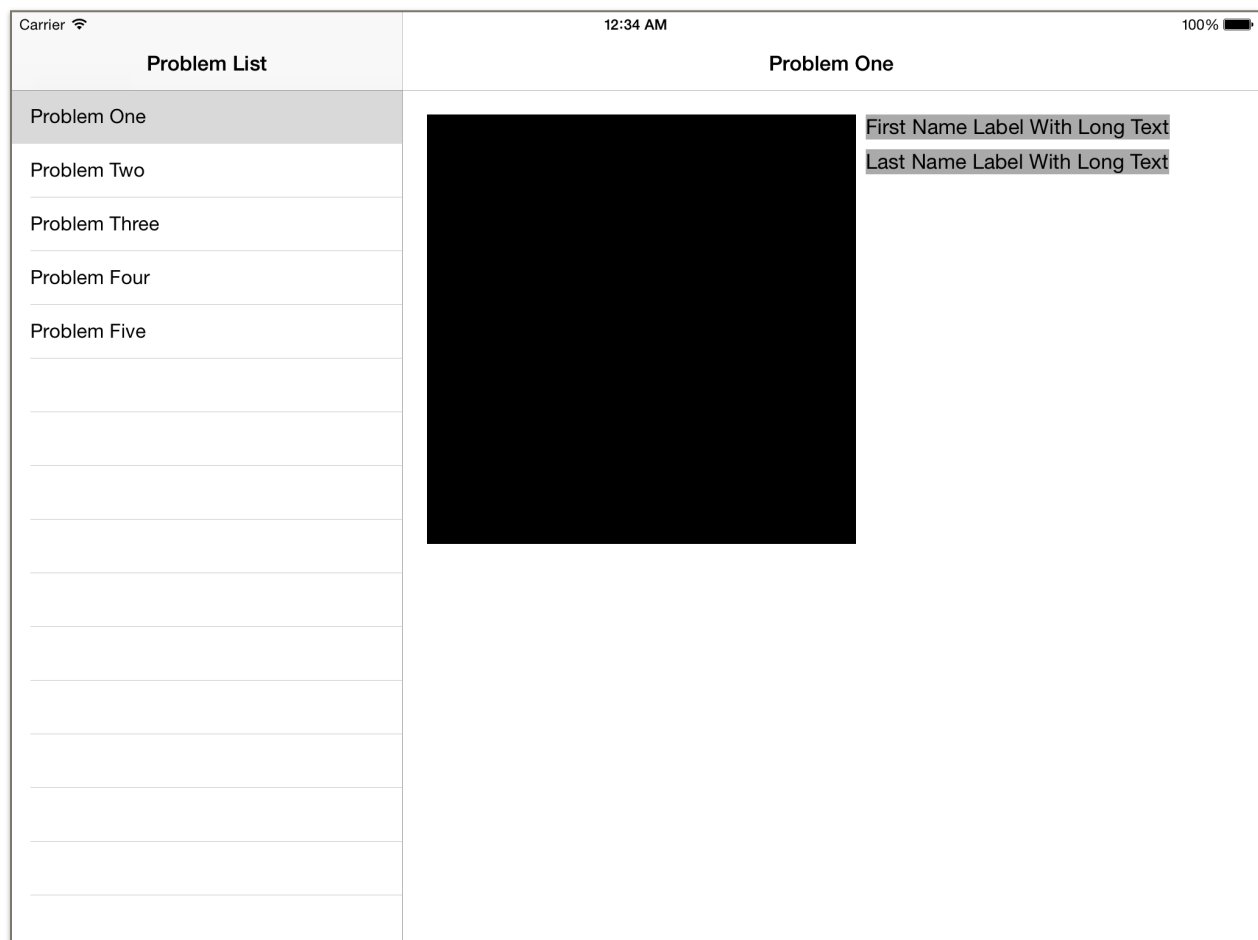 Carrier 12:34 AM 100%
Problem List
Problem One
Problem One
Problem Two
Problem Three
Problem Four
Problem Five
First Name Label With Long Text
Last Name Label With Long Text